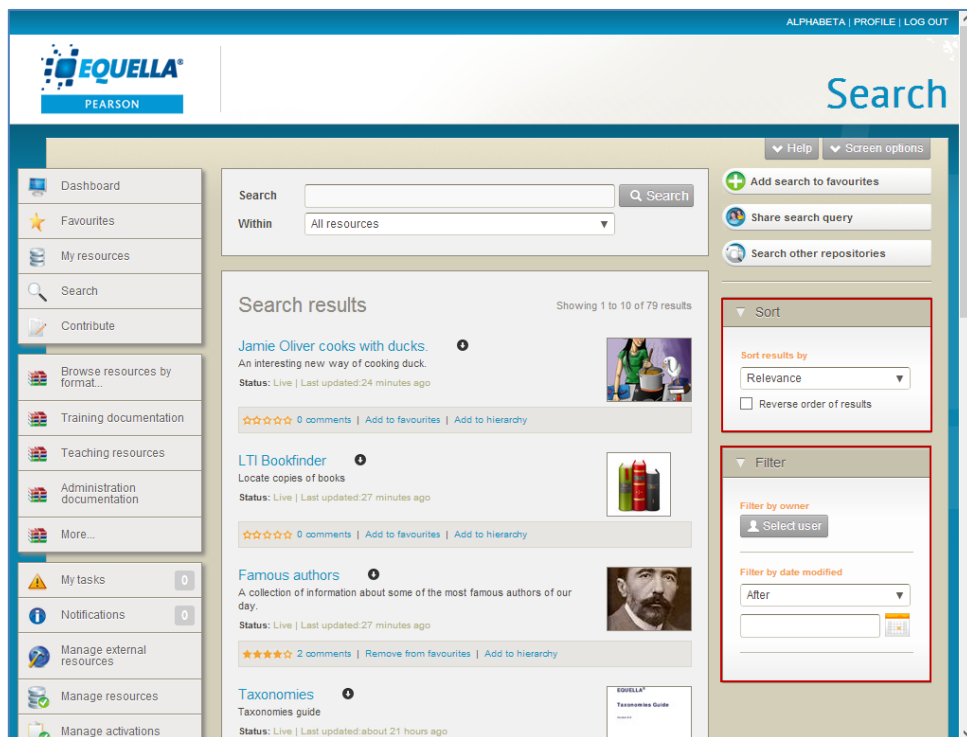 ALPHABETA | PROFILE | LOG OUT
EQUELLA®
PEARSON
Search
Help
Screen options
Dashboard
Favourites
My resources
Search
Contribute
Browse resources by
format...
Training documentation
Teaching resources
Administration
documentation
More...
My tasks 0
Notifications 0
Manage external
resources
Manage resources
Manage activations
Search
Search
Within All resources
Search results
Showing 1 to 10 of 79 results
Jamie Oliver cooks with ducks.
An interesting new way of cooking duck.
Status: Live | Last updated:24 minutes ago
0 comments | Add to favourites | Add to hierarchy
LTI Bookfinder
Locate copies of books
Status: Live | Last updated:27 minutes ago
0 comments | Add to favourites | Add to hierarchy
Famous authors
A collection of information about some of the most famous authors of our
day.
Status: Live | Last updated:27 minutes ago
2 comments | Remove from favourites | Add to hierarchy
Taxonomies
Taxonomies guide
Status: Live | Last updated:about 21 hours ago
EQUELLA®
Taxonomies Guide
Add search to favourites
Share search query
Search other repositories
Sort
Sort results by
Relevance
Reverse order of results
Filter
Filter by owner
Select user
Filter by date modified
After